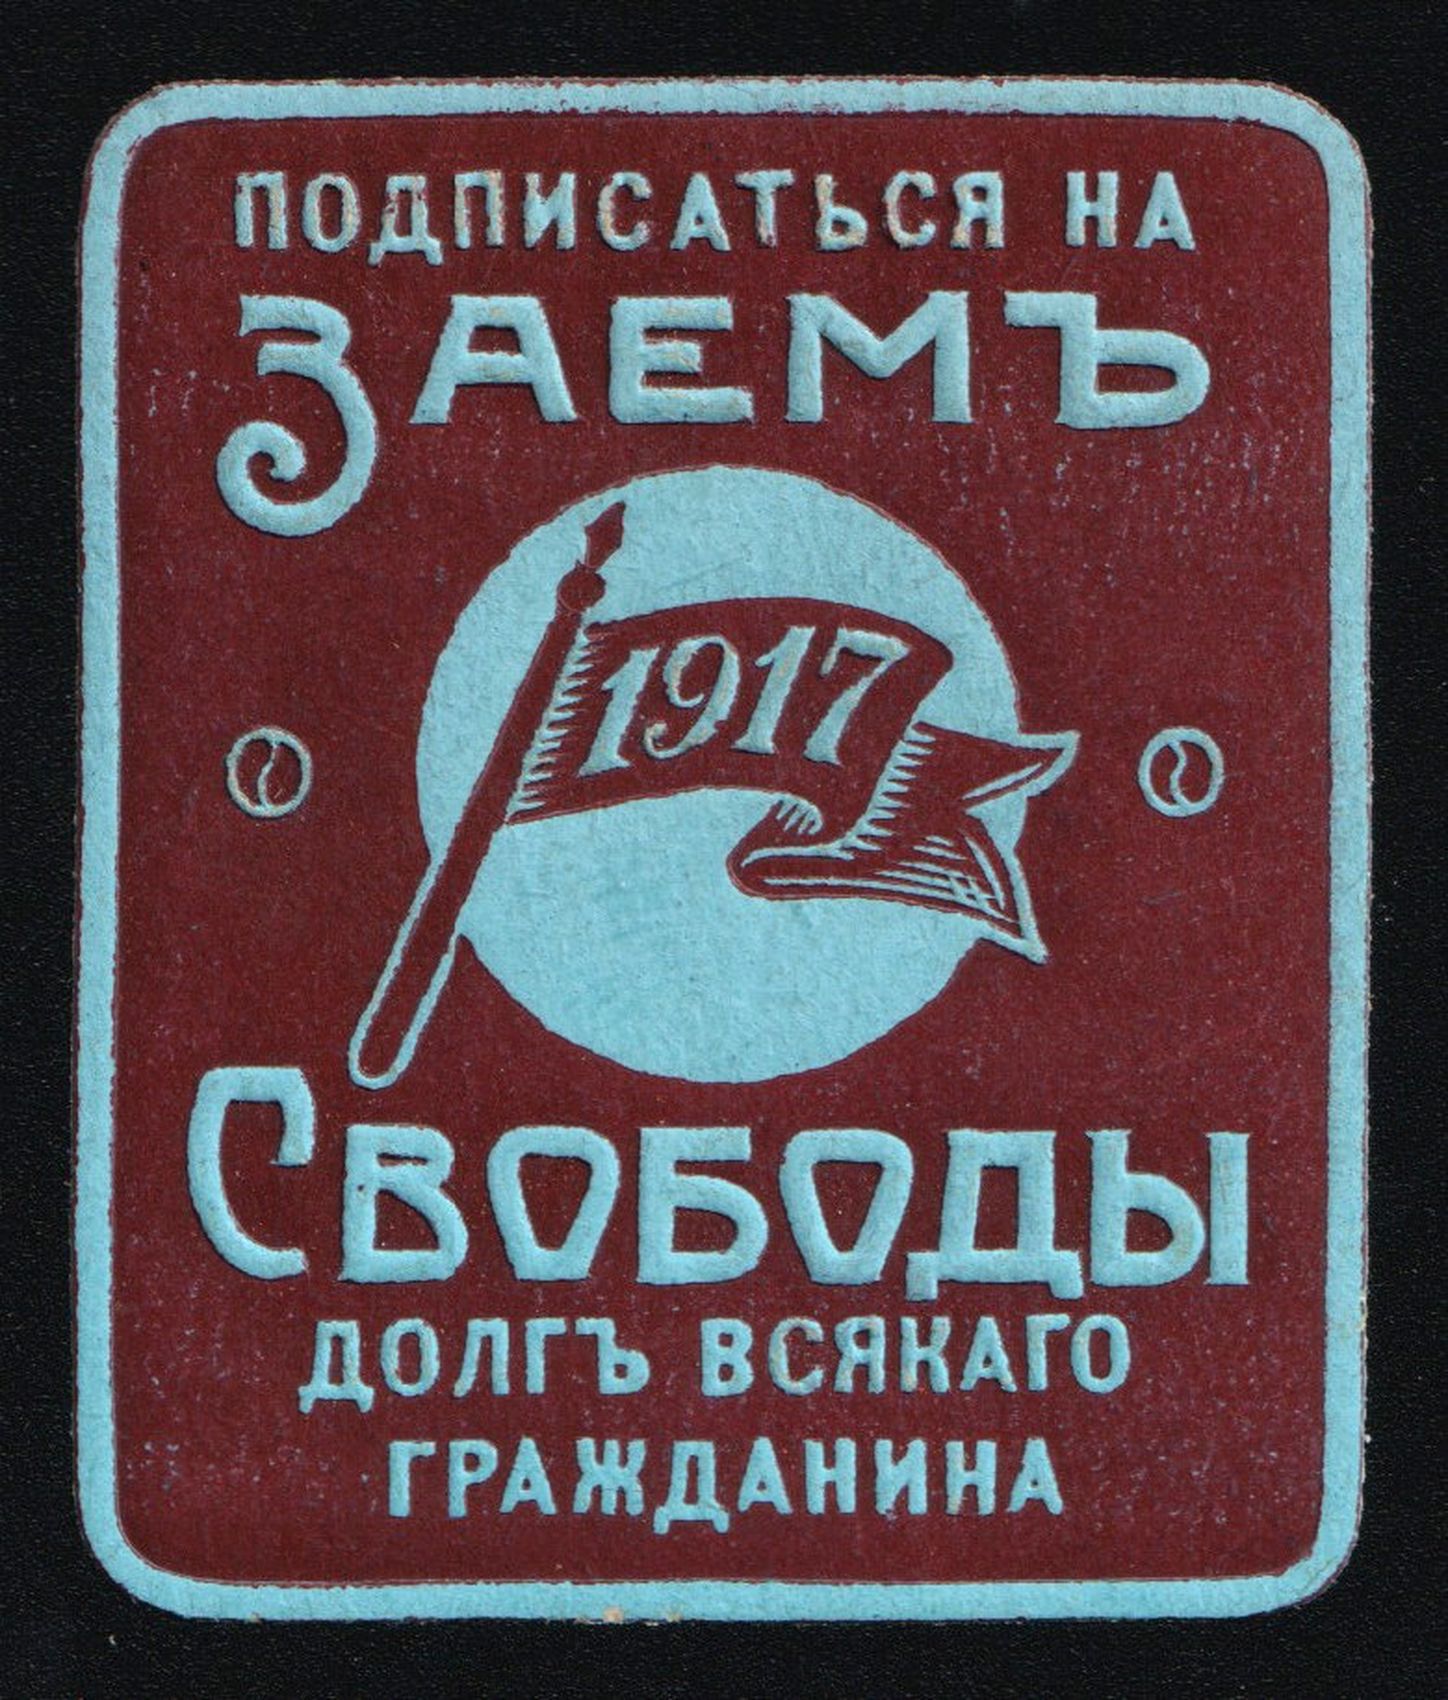 ПОДПИСАТЬСЯ НА
ЗАЕМЪ
1917
СВОБОДЫ
ДОЛГЪ ВСЯКАГО
ГРАЖДАНИНА